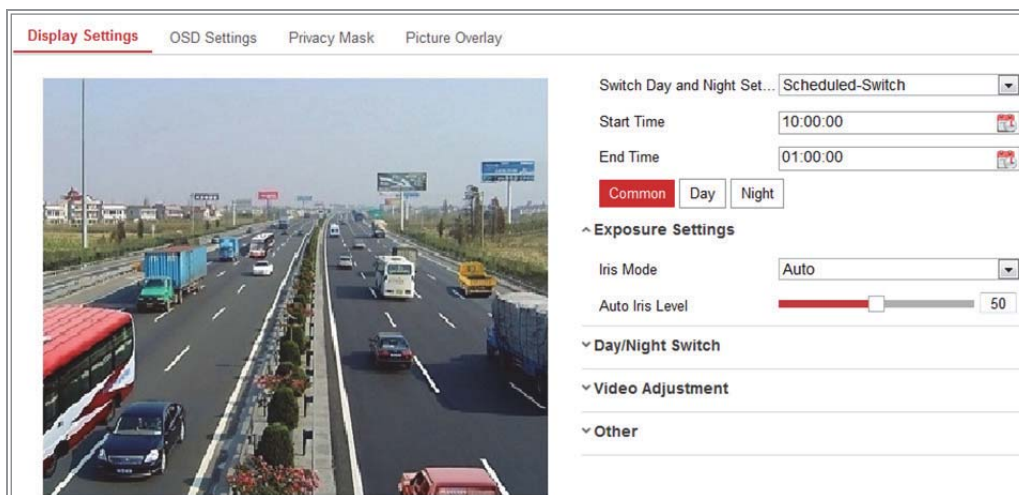 Display Settings OSD Settings Privacy Mask Picture Overlay
Switch Day and Night Set... Scheduled-Switch
Start Time 10:00:00
End Time 01:00:00
Common Day Night
Exposure Settings
Iris Mode Auto
Auto Iris Level 50
Day/Night Switch
Video Adjustment
Other